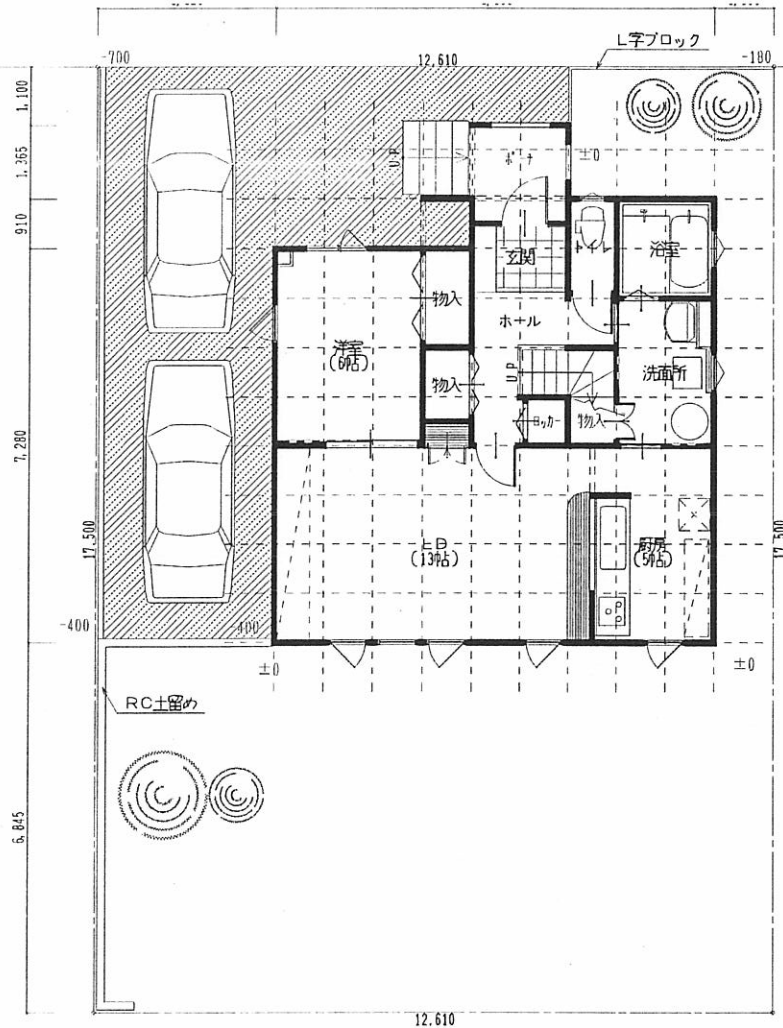 L字ブロック
-700
12.610
-180
1.100
1.365
910
7.280
17.500
6.845
UP
ポーチ
±0
玄関
トイレ
浴室
物入
ホール
洋室
(6帖)
物入
UP
洗面所
ロッカー
物入
LD
(13帖)
厨房
(5帖)
17.500
-400
-400
±0
±0
RC土留め
12.610